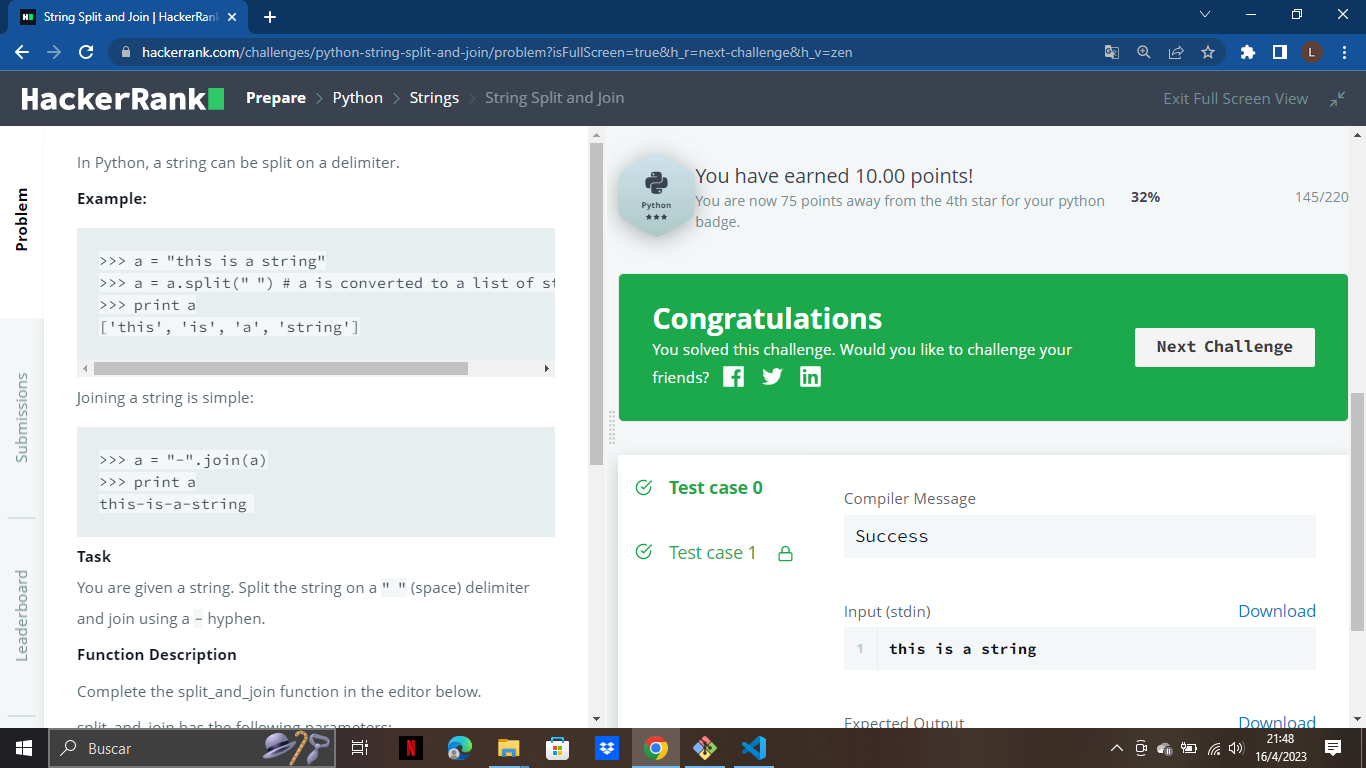 String Split and Join | HackerRan
hackerrank.com/challenges/python-string-split-and-join/problem?isFullScreen=true&h_r=next-challenge&h_v=zen
L
HackerRank
Prepare > Python > Strings > String Split and Join
Exit Full Screen View
Problem
Submissions
Leaderboard
In Python, a string can be split on a delimiter.
Example:
>>> a = "this is a string"
>>> a = a.split(" ") # a is converted to a list of st
>>> print a
['this', 'is', 'a', 'string']
Joining a string is simple:
>>> a = "-".join(a)
>>> print a
this-is-a-string
Task
You are given a string. Split the string on a " " (space) delimiter
and join using a - hyphen.
Function Description
Complete the split_and_join function in the editor below.
split_and_join has the following parameters:
Python
You have earned 10.00 points!
You are now 75 points away from the 4th star for your python
badge.
32%
145/220
Congratulations
You solved this challenge. Would you like to challenge your
friends?
Next Challenge
Test case 0
Test case 1
Compiler Message
Success
Input (stdin)
Download
1 this is a string
Expected Output
Download
Buscar
21:48
16/4/2023